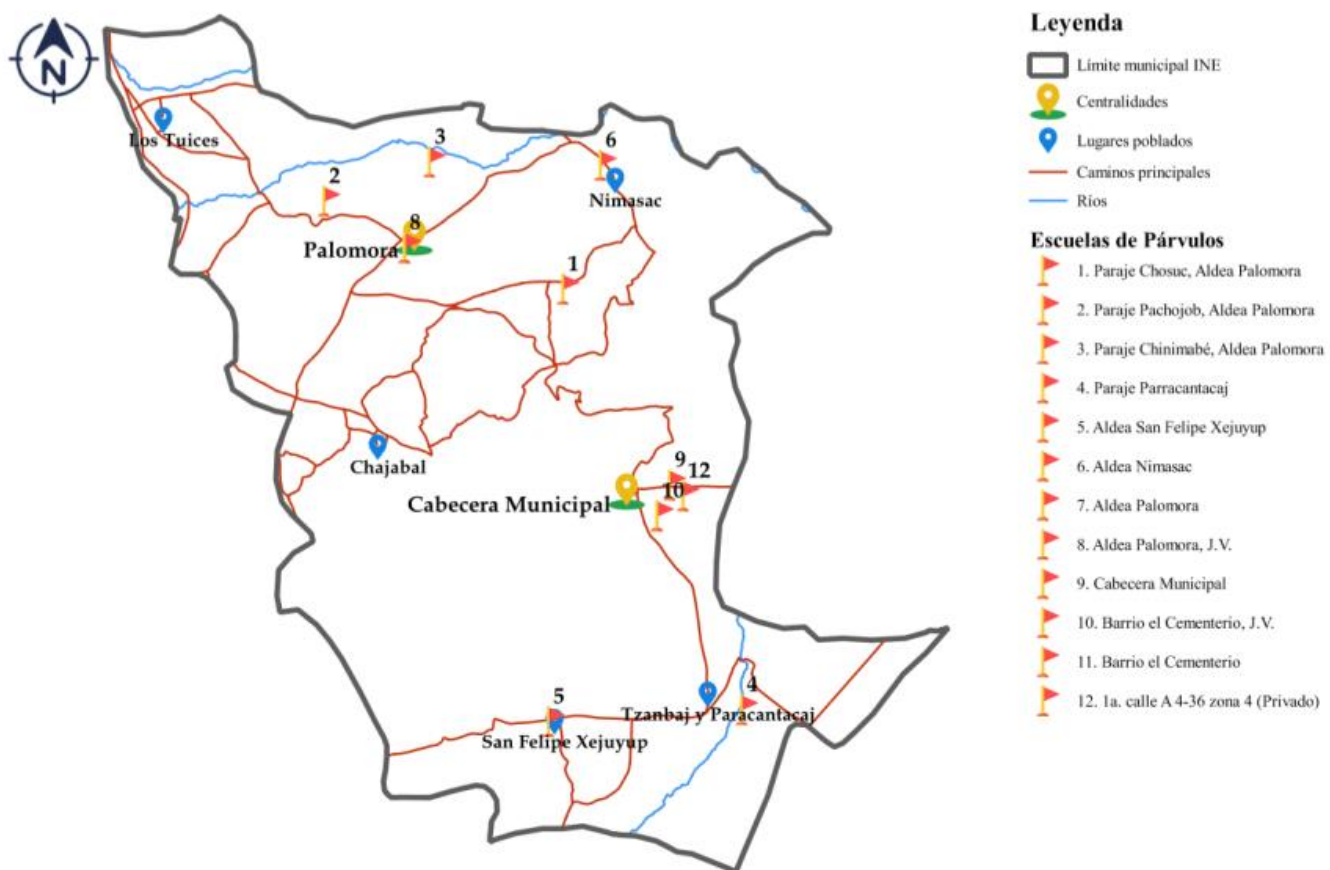 N
Los Tuices
3
6
2
Nimasac
8
Palomora
1
Chajabal
9
12
10
Cabecera Municipal
4
5
Tzanbaj y Paracantacaj
San Felipe Xejuyup
Leyenda
Límite municipal INE
Centralidades
Lugares poblados
Caminos principales
Ríos
Escuelas de Párvulos
1. Paraje Chosuc, Aldea Palomora
2. Paraje Pachojob, Aldea Palomora
3. Paraje Chinimabé, Aldea Palomora
4. Paraje Parracantacaj
5. Aldea San Felipe Xejuyup
6. Aldea Nimasac
7. Aldea Palomora
8. Aldea Palomora, J.V.
9. Cabecera Municipal
10. Barrio el Cementerio, J.V.
11. Barrio el Cementerio
12. 1a. calle A 4-36 zona 4 (Privado)